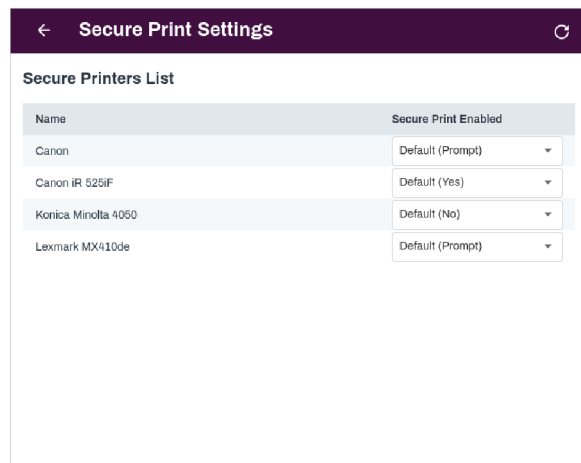 Secure Print Settings
Secure Printers List
Name Secure Print Enabled
Canon Default (Prompt)
Canon iR 525iF Default (Yes)
Konica Minolta 4050 Default (No)
Lexmark MX410de Default (Prompt)